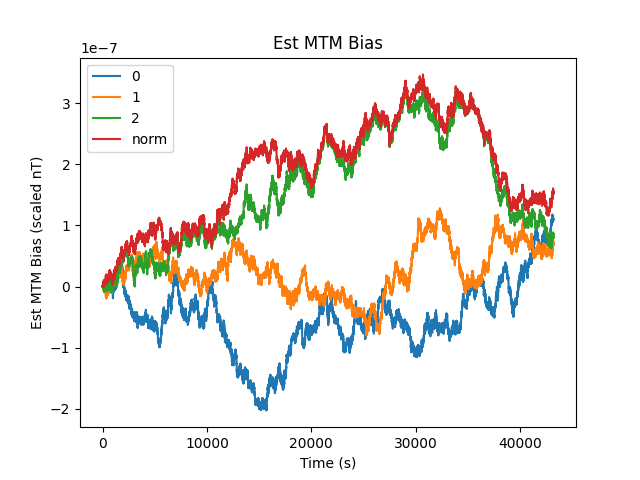 Est MTM Bias
1e−7
0
1
2
norm
3
2
1
0
−1
−2
Est MTM Bias (scaled nT)
0 10000 20000 30000 40000
Time (s)